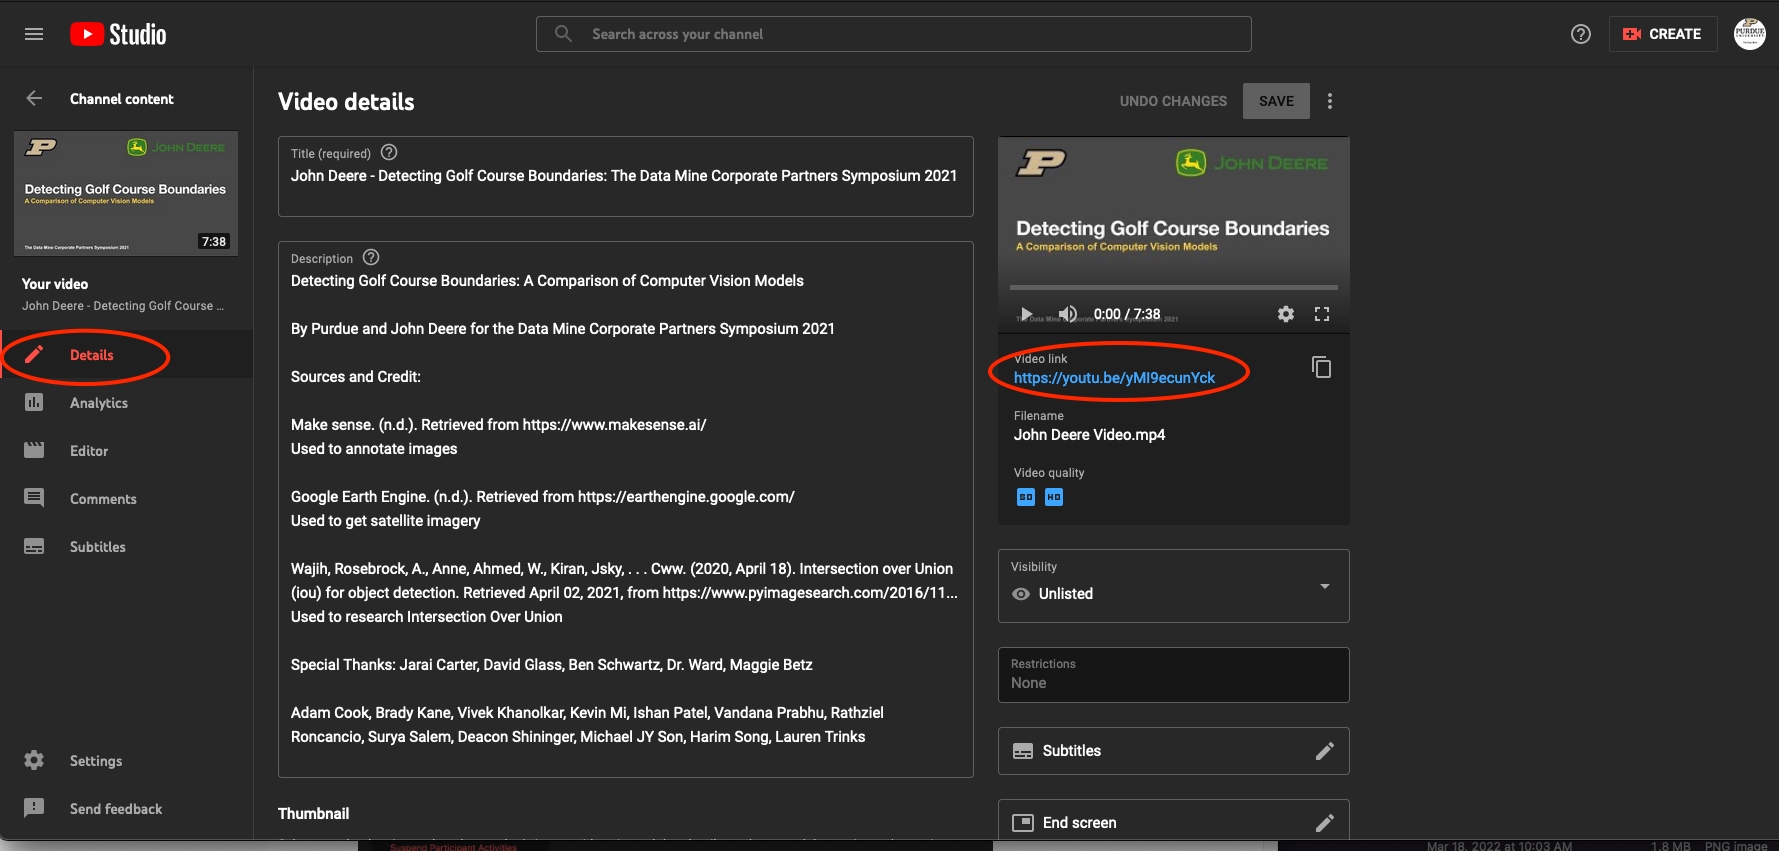 Studio
Search across your channel
CREATE
PURDUE
Channel content
P
JOHN DEERE
Detecting Golf Course Boundaries
A Comparison of Computer Vision Models
The Data Mine Corporate Partners Symposium 2021
7:38
Your video
John Deere - Detecting Golf Course ...
Details
Analytics
Editor
Comments
Subtitles
Settings
Send feedback
Video details
UNDO CHANGES
SAVE
Title (required)
John Deere - Detecting Golf Course Boundaries: The Data Mine Corporate Partners Symposium 2021
Description
Detecting Golf Course Boundaries: A Comparison of Computer Vision Models
By Purdue and John Deere for the Data Mine Corporate Partners Symposium 2021
Sources and Credit:
Make sense. (n.d.). Retrieved from https://www.makesense.ai/
Used to annotate images
Google Earth Engine. (n.d.). Retrieved from https://earthengine.google.com/
Used to get satellite imagery
Wajih, Rosebrock, A., Anne, Ahmed, W., Kiran, Jsky, . . . Cww. (2020, April 18). Intersection over Union
(iou) for object detection. Retrieved April 02, 2021, from https://www.pyimagesearch.com/2016/11...
Used to research Intersection Over Union
Special Thanks: Jarai Carter, David Glass, Ben Schwartz, Dr. Ward, Maggie Betz
Adam Cook, Brady Kane, Vivek Khanolkar, Kevin Mi, Ishan Patel, Vandana Prabhu, Rathziel
Roncancio, Surya Salem, Deacon Shininger, Michael JY Son, Harim Song, Lauren Trinks
Thumbnail
P
JOHN DEERE
Detecting Golf Course Boundaries
A Comparison of Computer Vision Models
0:00 / 7:38
The Data Mine Corporate Partners Symposium 2021
Video link
https://youtu.be/yMI9ecunYck
Filename
John Deere Video.mp4
Video quality
SD HD
Visibility
Unlisted
Restrictions
None
Subtitles
End screen
Suspend Participant Activities
Mar 18, 2022 at 10:03 AM
1.8 MB
PNG image